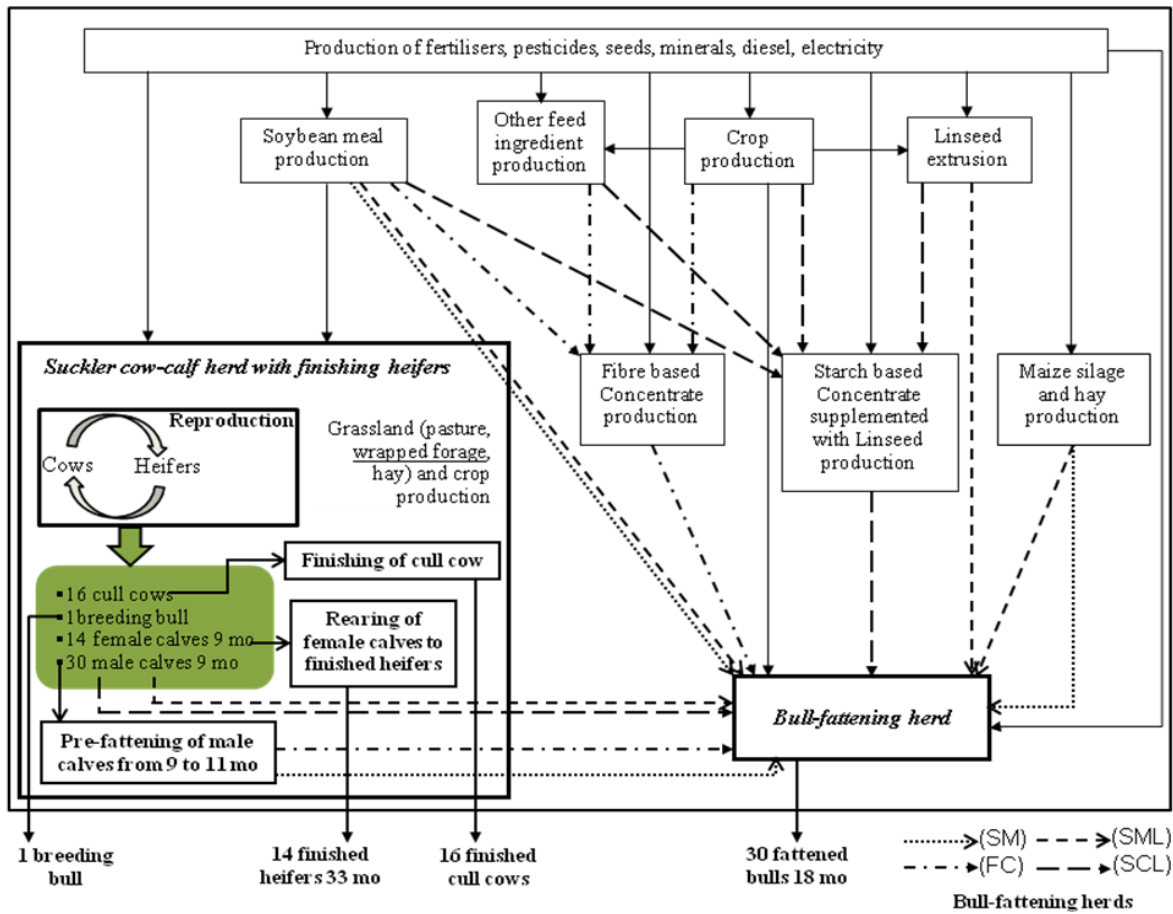 Production of fertilisers, pesticides, seeds, minerals, diesel, electricity
Soybean meal
production
Other feed
ingredient
production
Crop
production
Linseed
extrusion
Suckler cow-calf herd with finishing heifers
Reproduction
Cows
Heifers
Grassland (pasture,
wrapped forage,
hay) and crop
production
Fibre based
Concentrate
production
Starch based
Concentrate
supplemented
with Linseed
production
Maize silage
and hay
production
Finishing of cull cow
▪ 16 cull cows
▪ 1breeding bull
▪ 14 female calves 9 mo
▪ 30 male calves 9 mo
Rearing of
female calves to
finished heifers
Pre-fattening of male
calves from 9 to 11 mo
Bull-fattening herd
1 breeding
bull
14 finished
heifers 33 mo
16 finished
cull cows
30 fattened
bulls 18 mo
(SM)
(SML)
(FC)
(SCL)
Bull-fattening herds